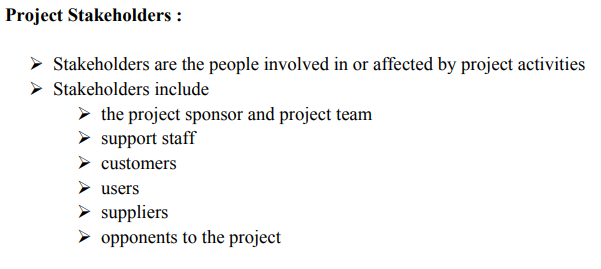 Project Stakeholders :
➢ Stakeholders are the people involved in or affected by project activities
➢ Stakeholders include
➢ the project sponsor and project team
➢ support staff
➢ customers
➢ users
➢ suppliers
➢ opponents to the project